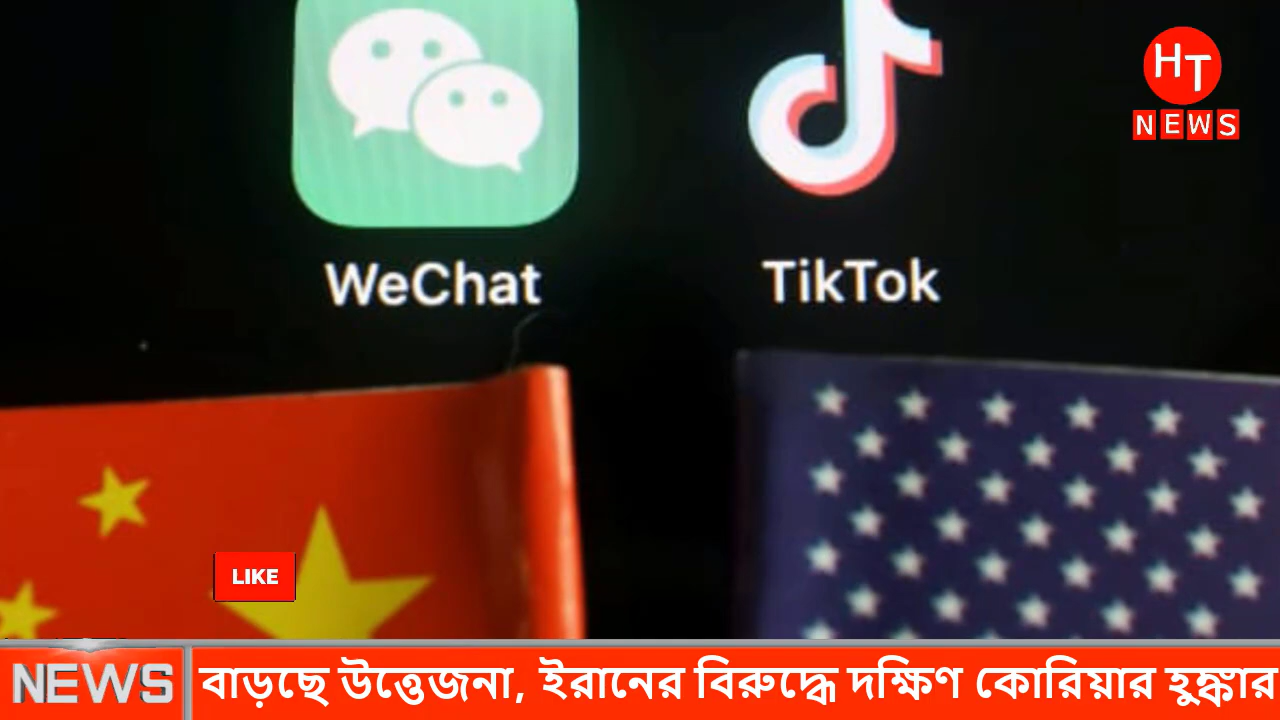 HT
NEWS
WeChat
TikTok
LIKE
NEWS
বাড়ছে উত্তেজনা, ইরানের বিরুদ্ধে দক্ষিণ কোরিয়ার হুঙ্কার